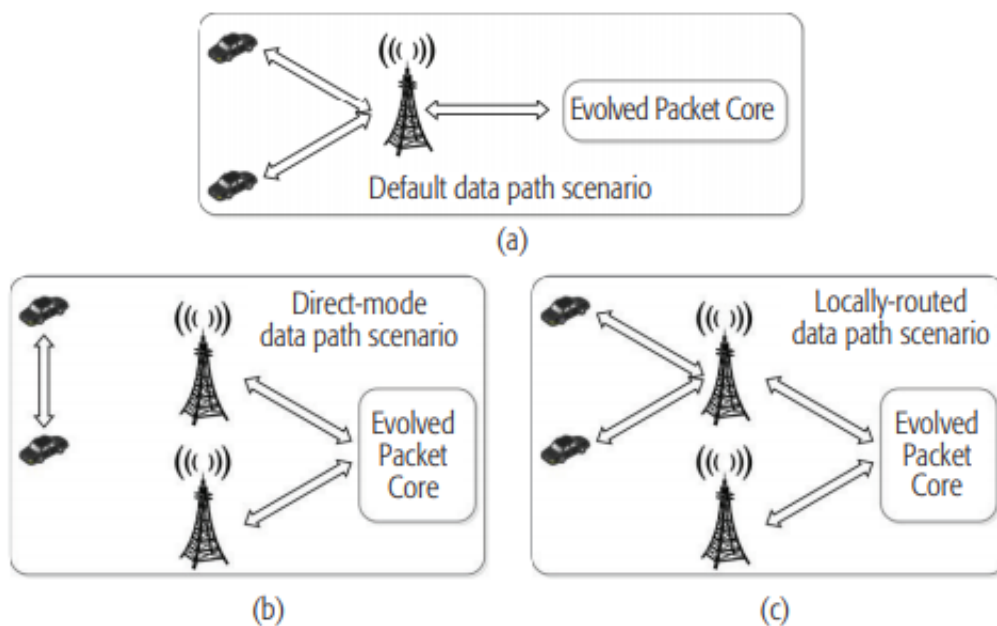 Evolved Packet Core
Default data path scenario
(a)
Direct-mode
data path scenario
Evolved
Packet
Core
(b)
Locally-routed
data path scenario
Evolved
Packet
Core
(c)